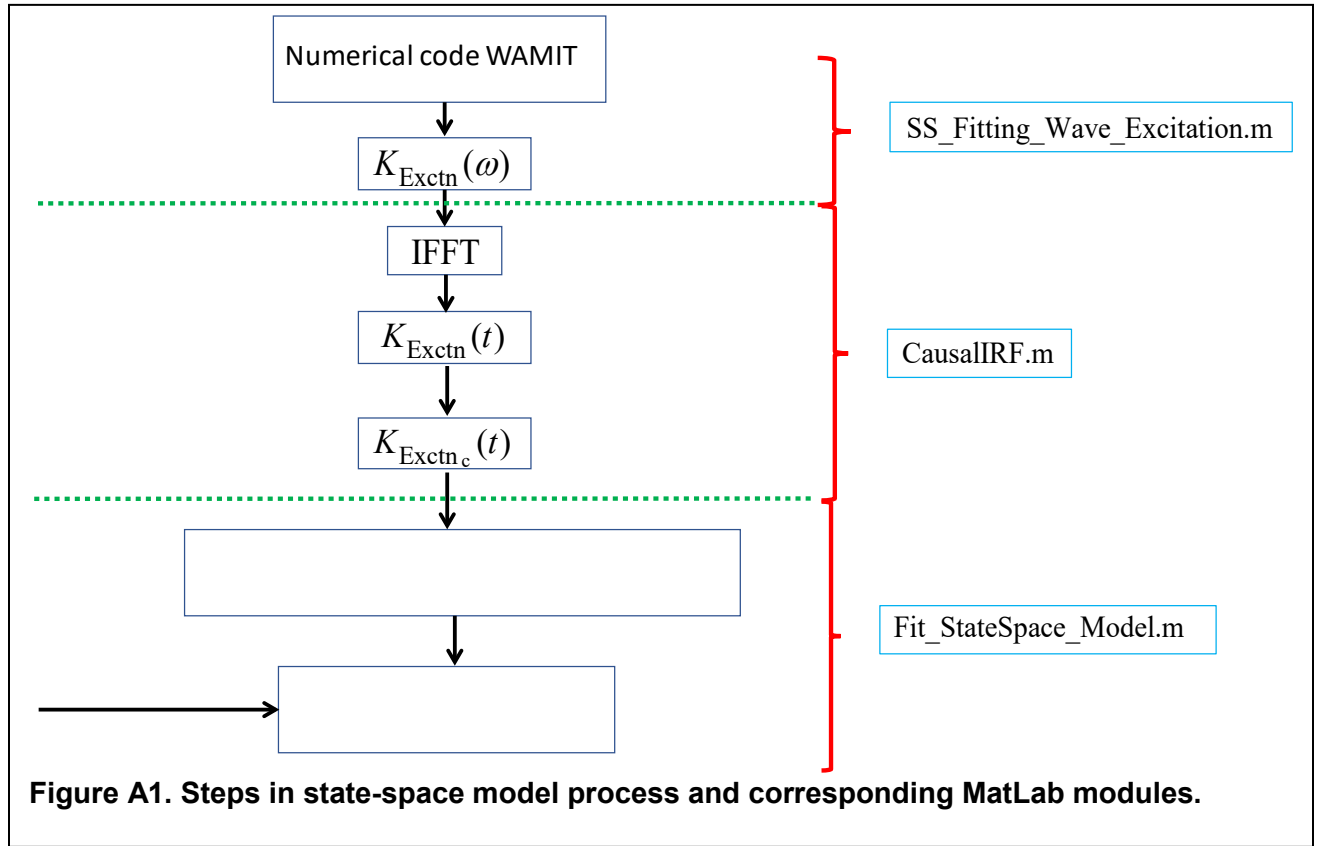 Numerical code WAMIT
SS_Fitting_Wave_Excitation.m
K_Exctn(ω)
IFFT
K_Exctn(t)
CausalIRF.m
K_Exctn_c(t)
Fit_StateSpace_Model.m
Figure A1. Steps in state-space model process and corresponding MatLab modules.